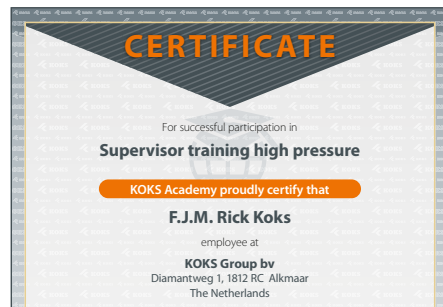 CERTIFICATE
For successful participation in
Supervisor training high pressure
KOKS Academy proudly certify that
F.J.M. Rick Koks
employee at
KOKS Group bv
Diamantweg 1, 1812 RC Alkmaar
The Netherlands